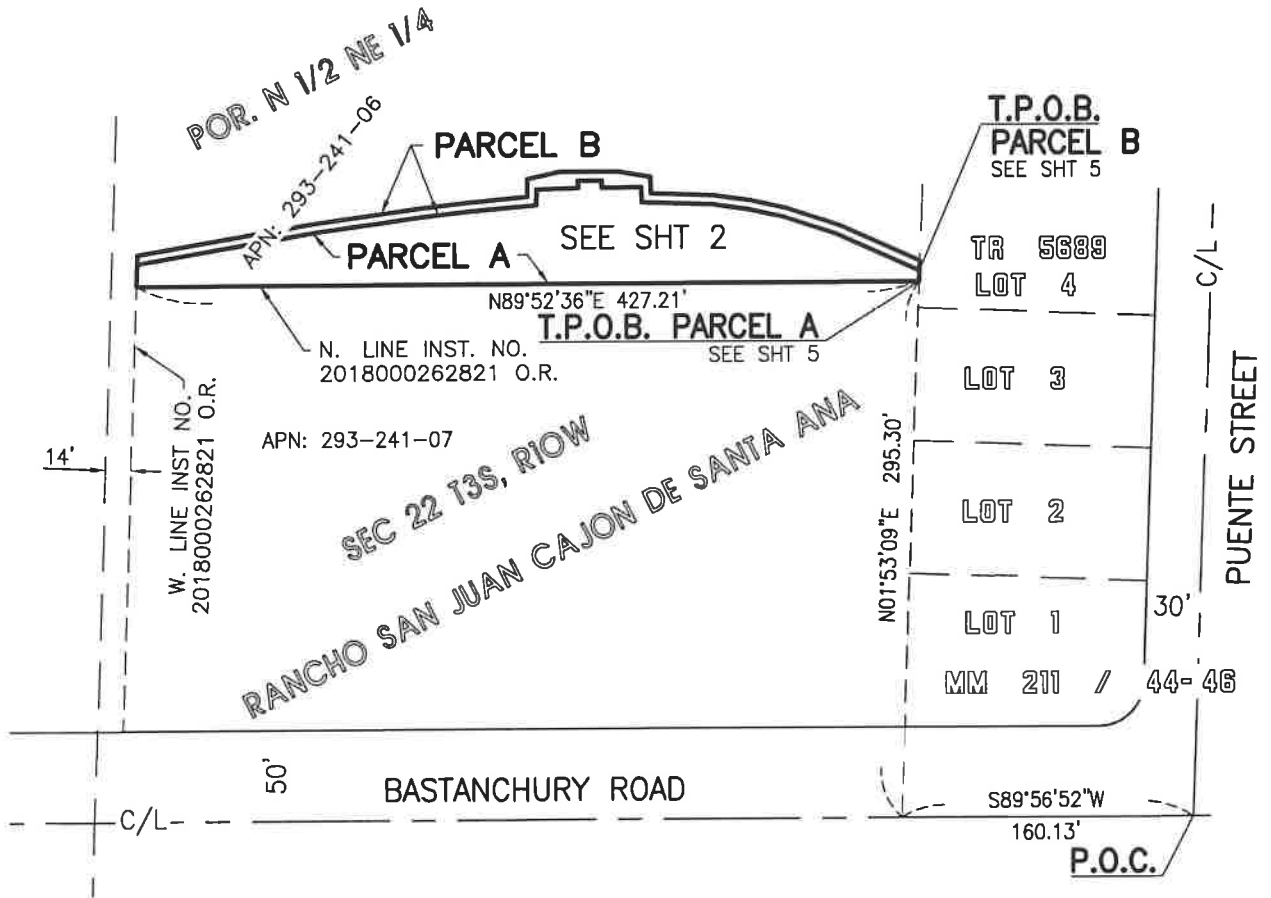 POR. N 1/2 NE 1/4
APN: 293-241-06
PARCEL B
T.P.O.B.
PARCEL B
SEE SHT 5
SEE SHT 2
PARCEL A
N89°52'36"E 427.21'
T.P.O.B. PARCEL A
SEE SHT 5
TR 5689
LOT 4
C/L
N. LINE INST. NO.
2018000262821 O.R.
W. LINE INST NO.
2018000262821 O.R.
APN: 293-241-07
14'
SEC 22 T3S, R10W
RANCHO SAN JUAN CAJON DE SANTA ANA
N01°53'09"E 295.30'
LOT 3
LOT 2
LOT 1
MM 211 / 44-46
30'
PUENTE STREET
50'
BASTANCHURY ROAD
C/L
S89°56'52"W
160.13'
P.O.C.